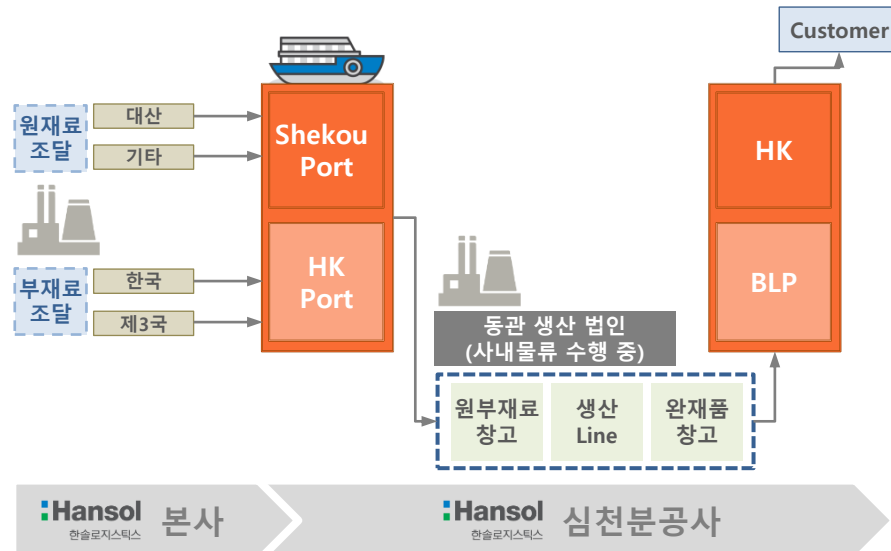 Customer
원재료
조달
대산
기타
Shekou
Port
HK
부재료
조달
한국
제3국
HK
Port
BLP
동관 생산 법인
(사내물류 수행 중)
원부재료
창고
생산
Line
완재품
창고
Hansol
한솔로지스틱스
본사
Hansol
한솔로지스틱스
심천분공사